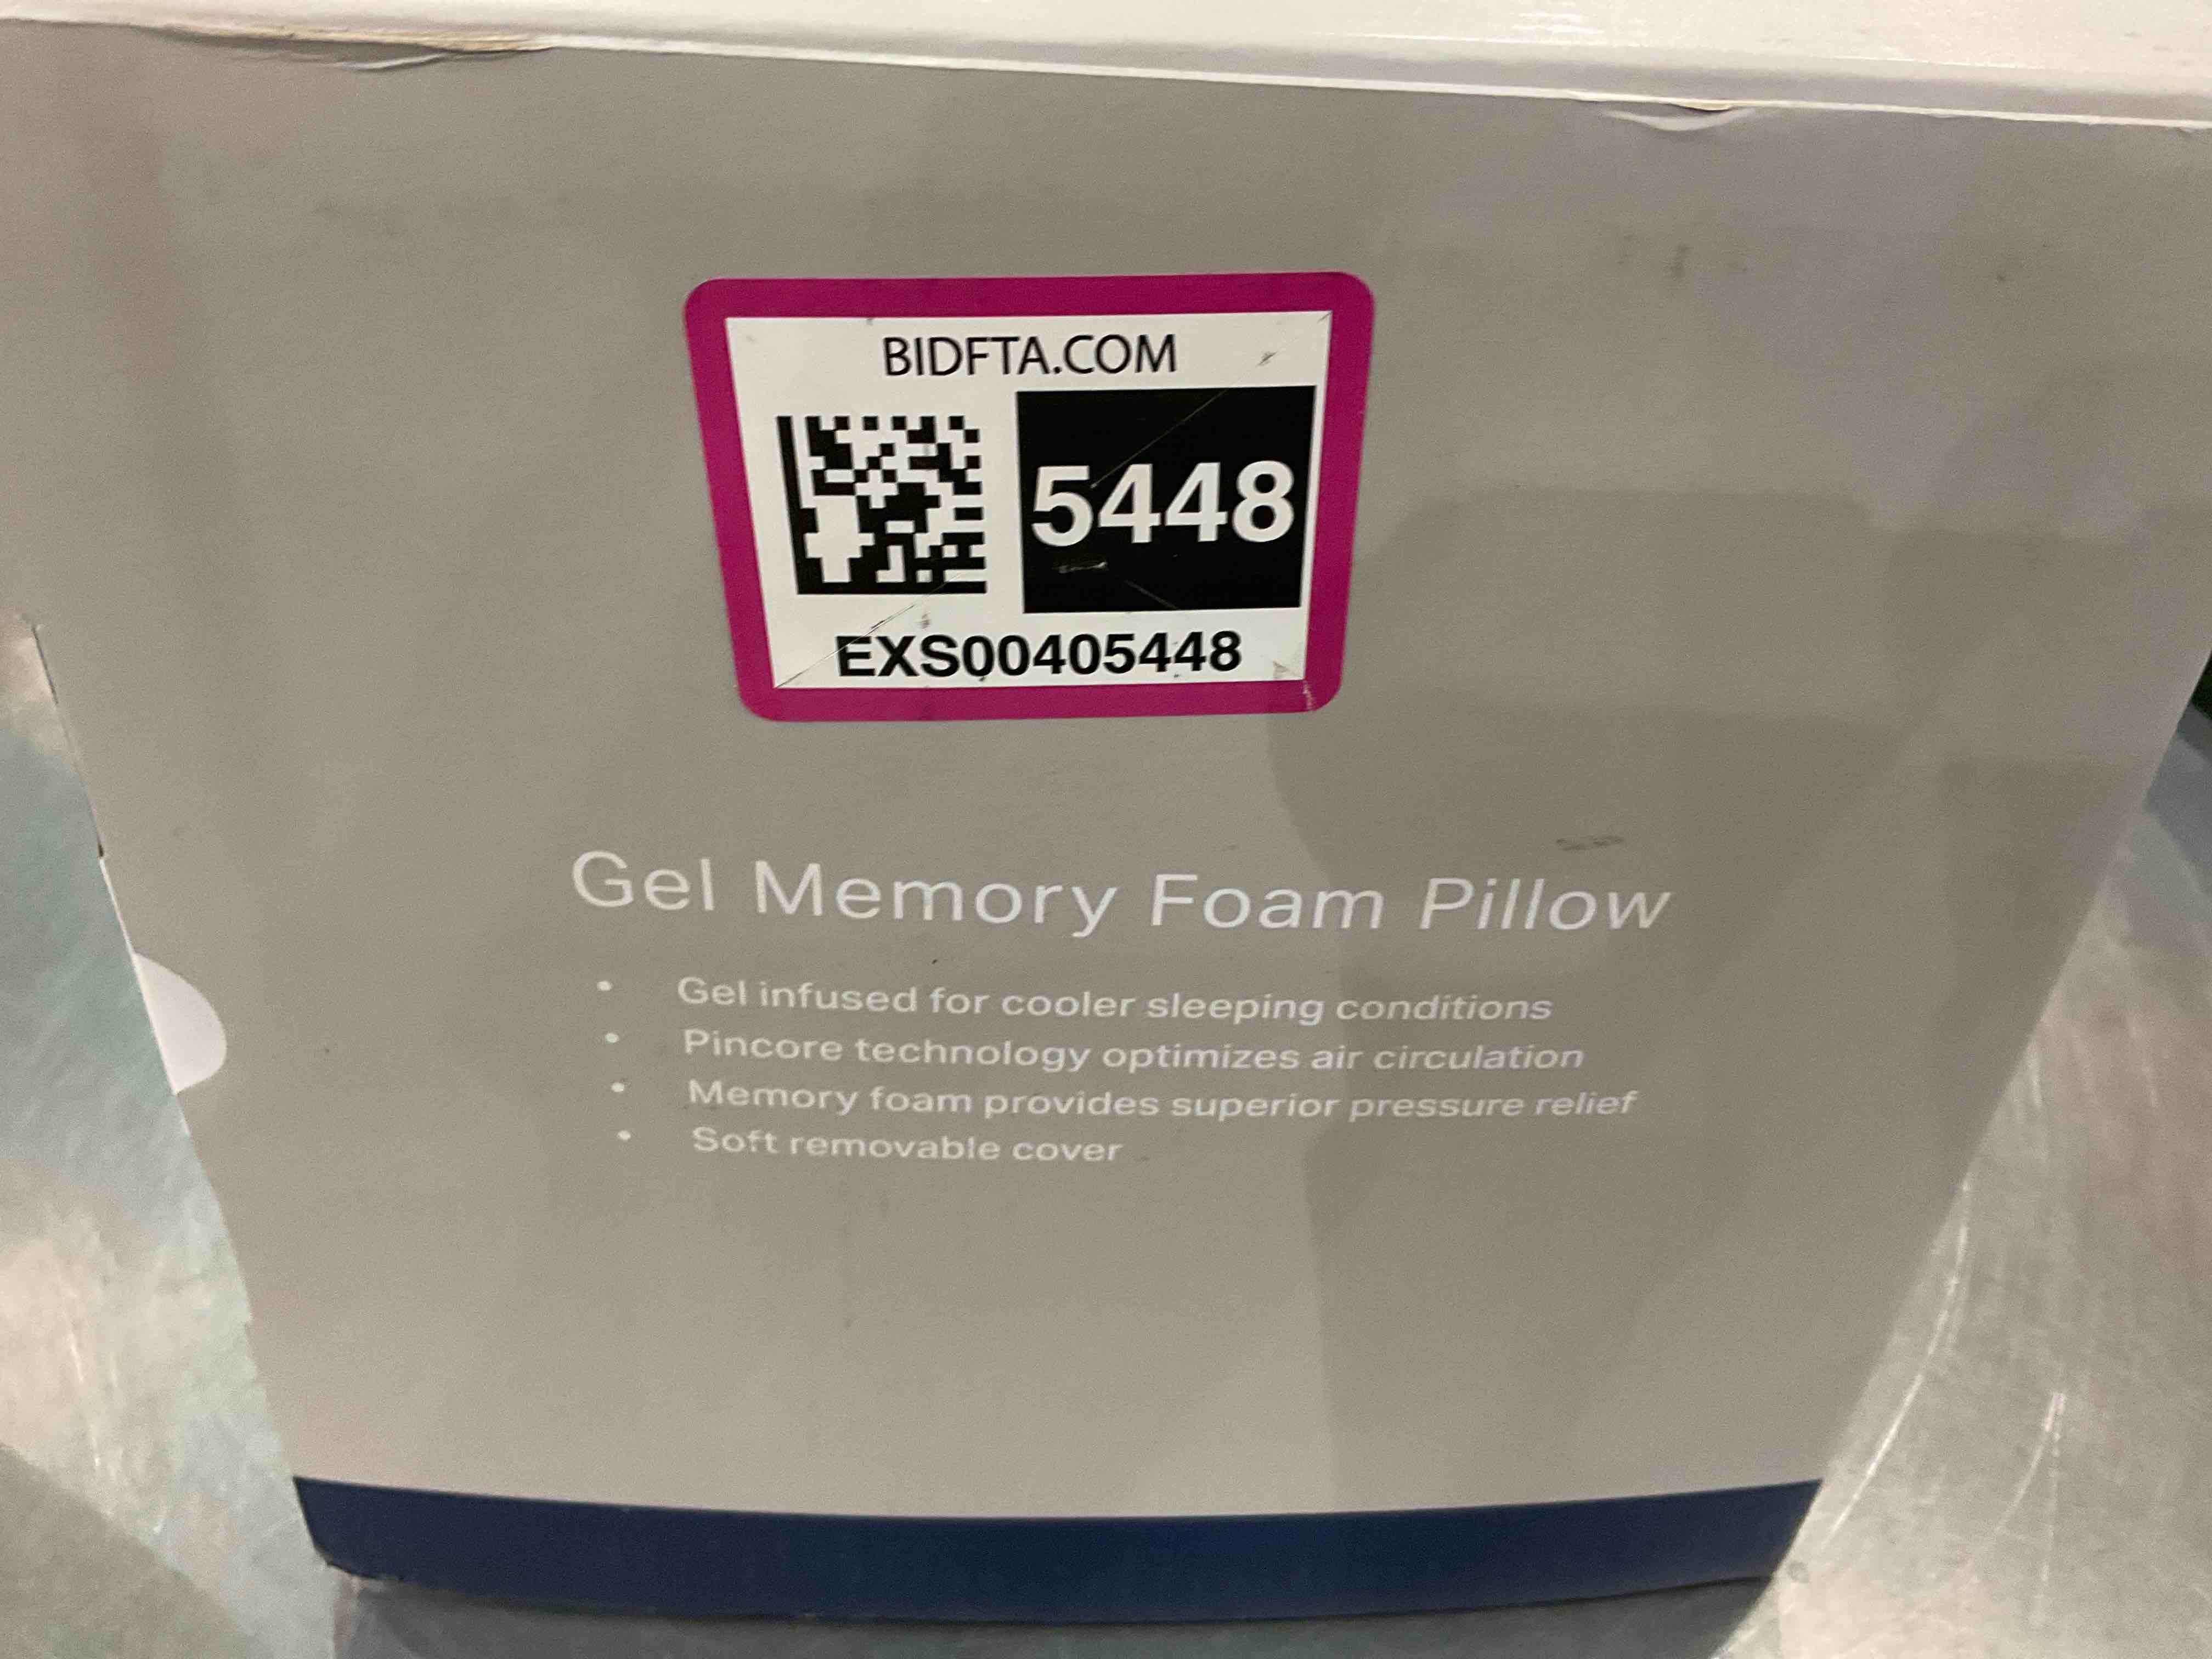 BIDFTA.COM
5448
EXS00405448
Gel Memory Foam Pillow
• Gel infused for cooler sleeping conditions
• Pincore technology optimizes air circulation
• Memory foam provides superior pressure relief
• Soft removable cover